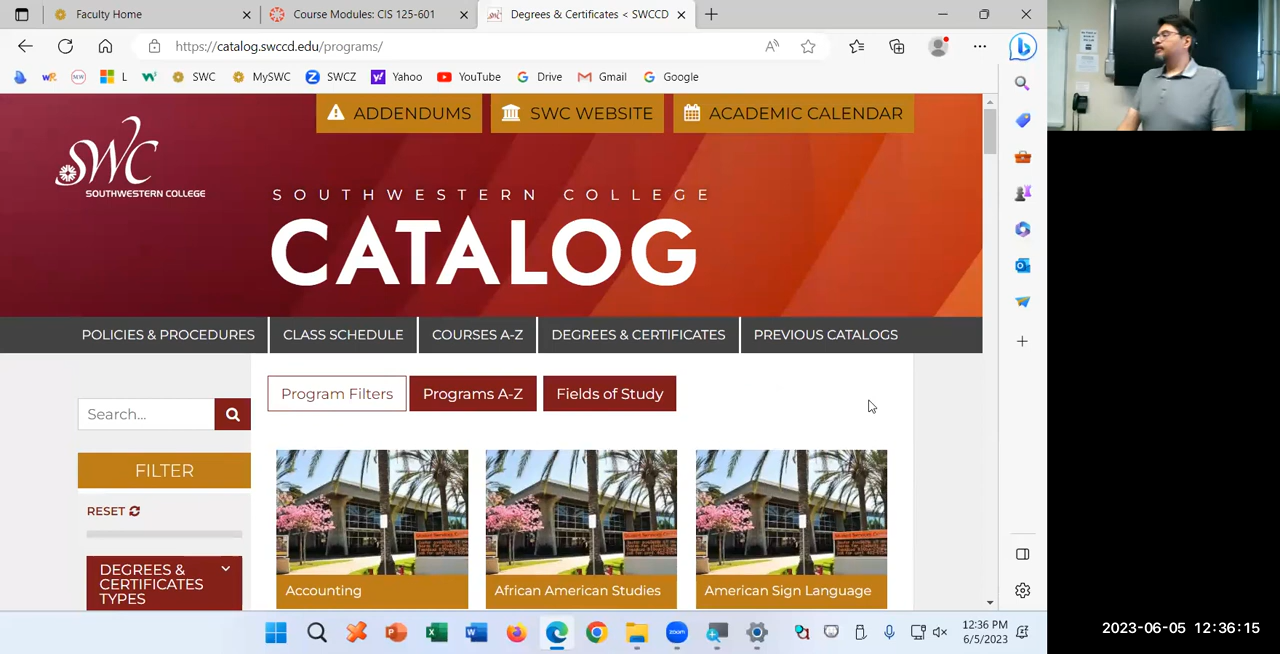 Faculty Home
Course Modules: CIS 125-601
Degrees & Certificates < SWCCD
https://catalog.swccd.edu/programs/
L
SWC
MySWC
SWCZ
Yahoo
YouTube
Drive
Gmail
Google
ADDENDUMS
SWC WEBSITE
ACADEMIC CALENDAR
SWC
SOUTHWESTERN COLLEGE
SOUTHWESTERN COLLEGE
CATALOG
POLICIES & PROCEDURES
CLASS SCHEDULE
COURSES A-Z
DEGREES & CERTIFICATES
PREVIOUS CATALOGS
Program Filters
Programs A-Z
Fields of Study
Search...
FILTER
RESET
DEGREES &
CERTIFICATES
TYPES
Accounting
African American Studies
American Sign Language
zoom
12:36 PM
6/5/2023
2023-06-05 12:36:15